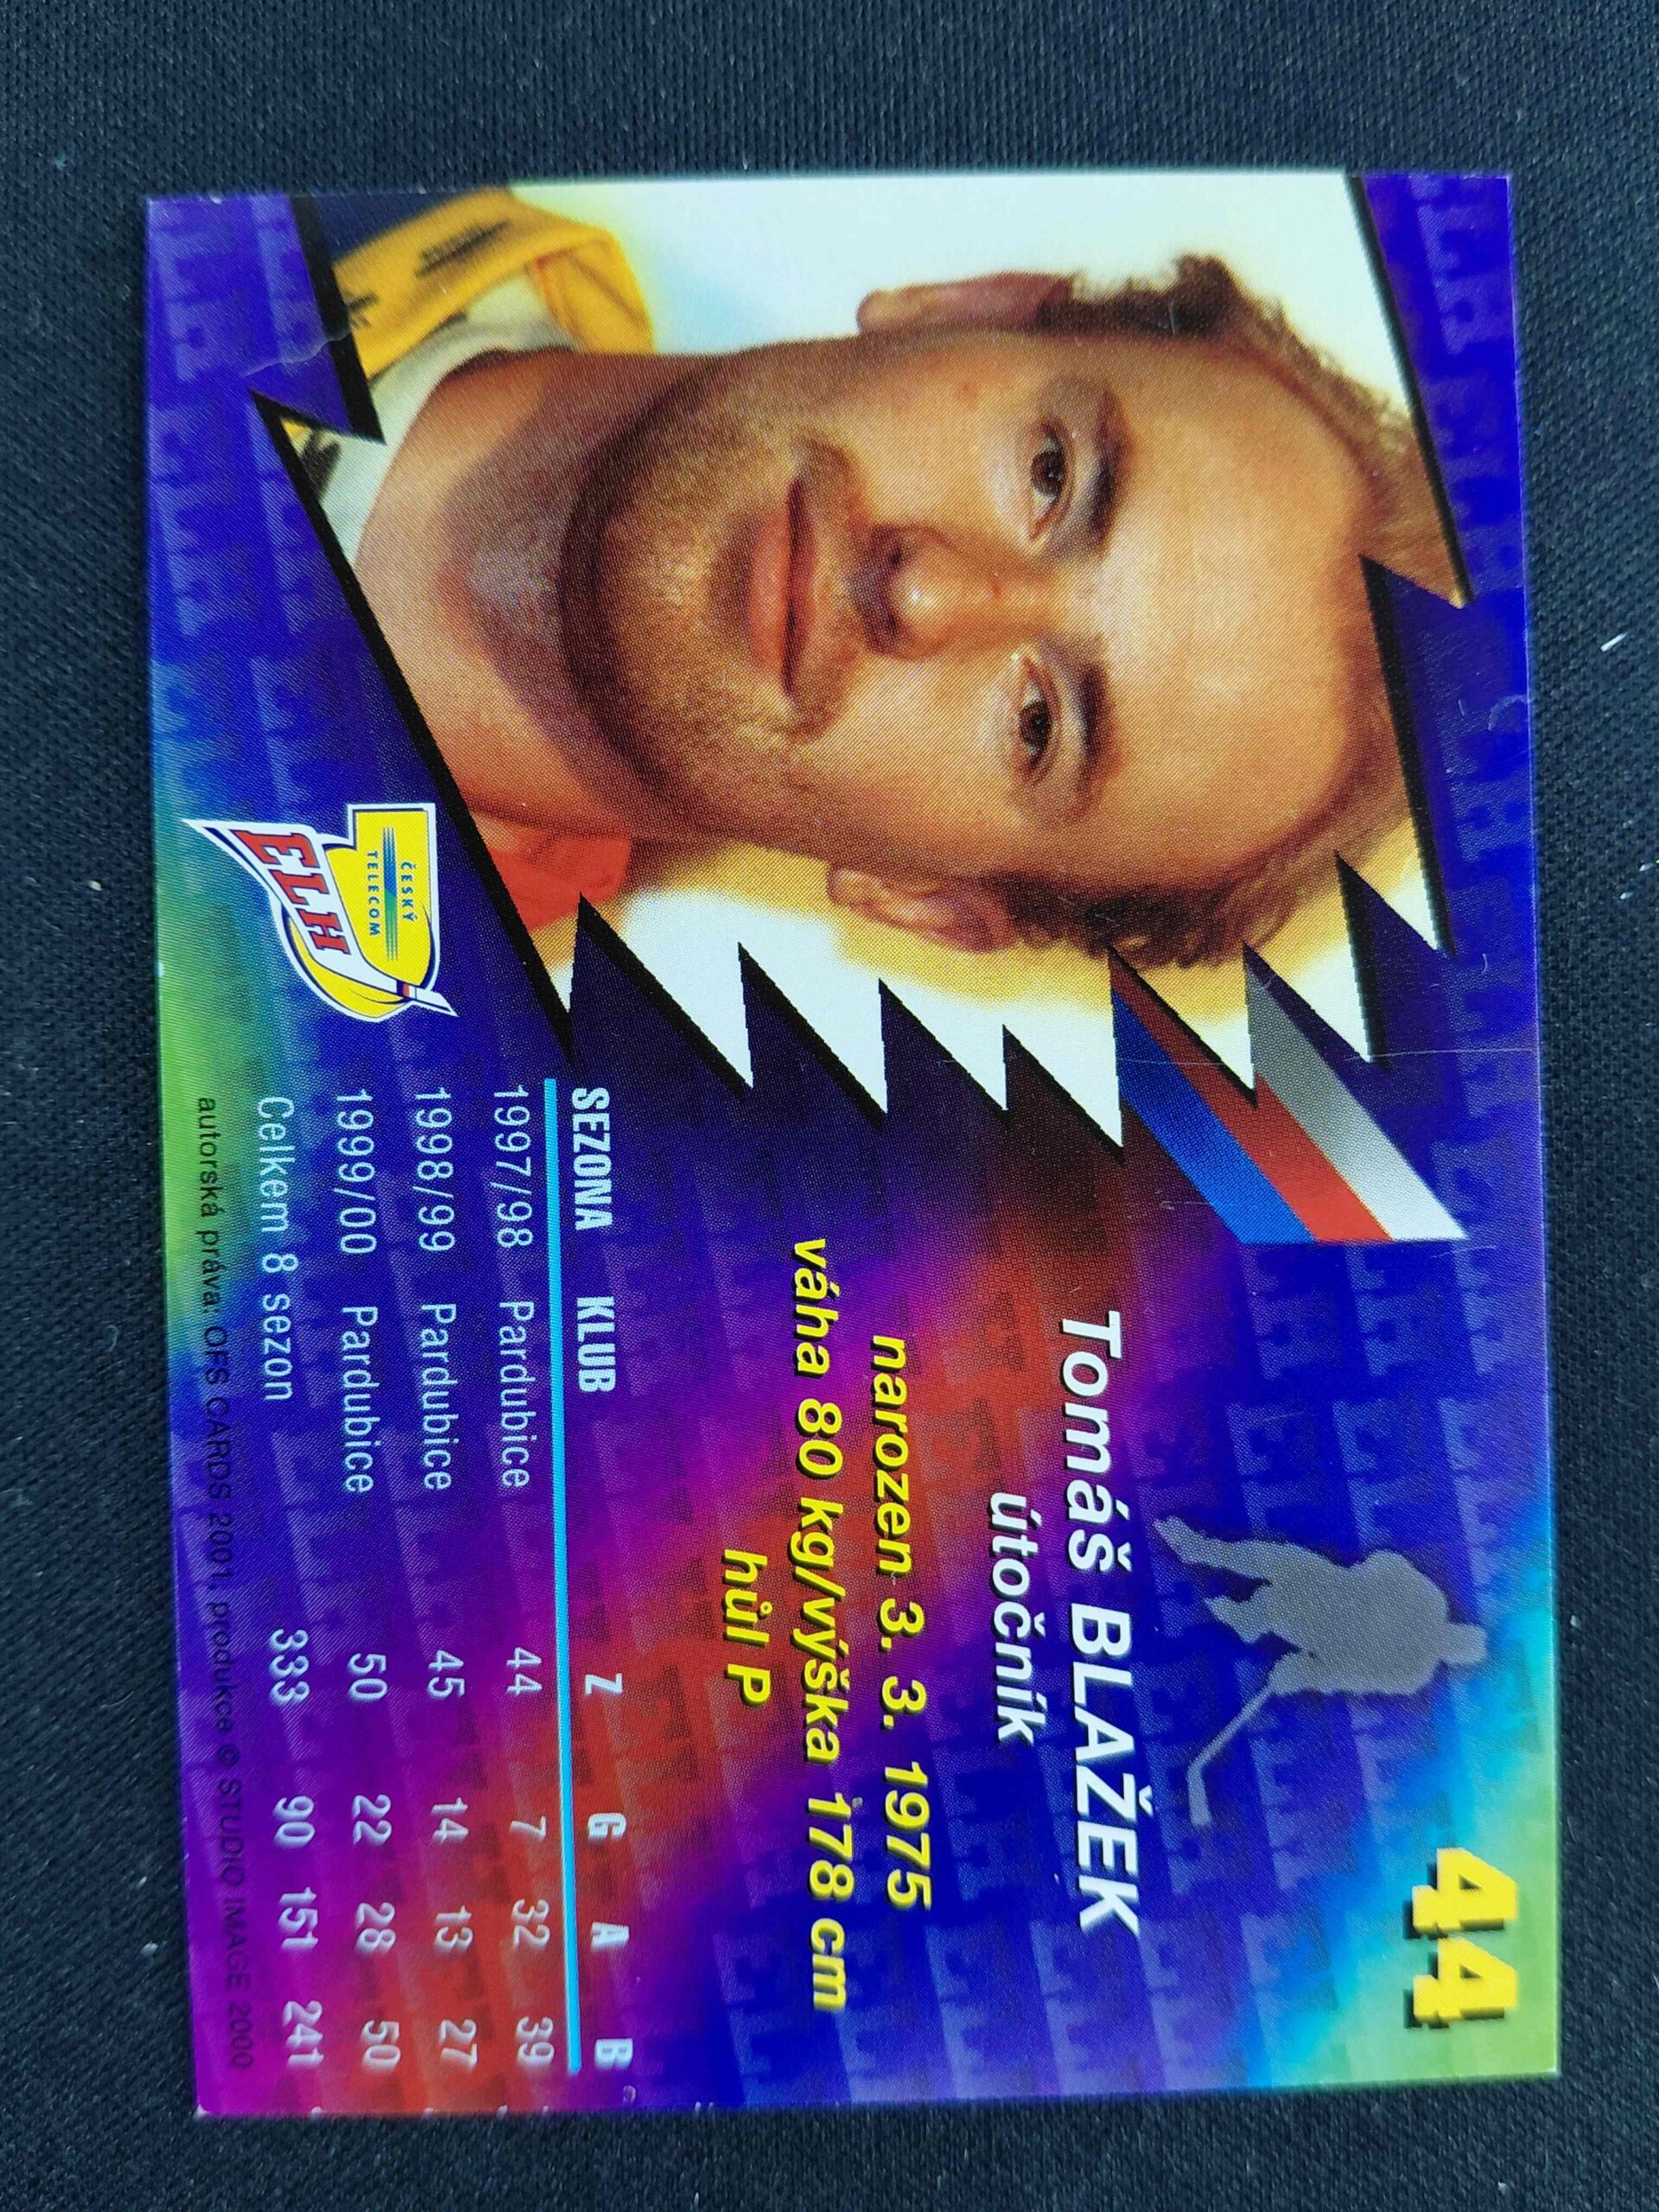 44
Tomáš BLAŽEK
útočník
narozen 3. 3. 1975
váha 80 kg/výška 178 cm
hůl P
SEZONA KLUB Z G A B
1997/98 Pardubice 44 7 32 39
1998/99 Pardubice 45 14 13 27
1999/00 Pardubice 50 22 28 50
Celkem 8 sezon 333 90 151 241
autorská práva, OFS CARDS 2001, produkce © STUDIO IMAGE 2000
ČESKÝ
TELECOM
ELH